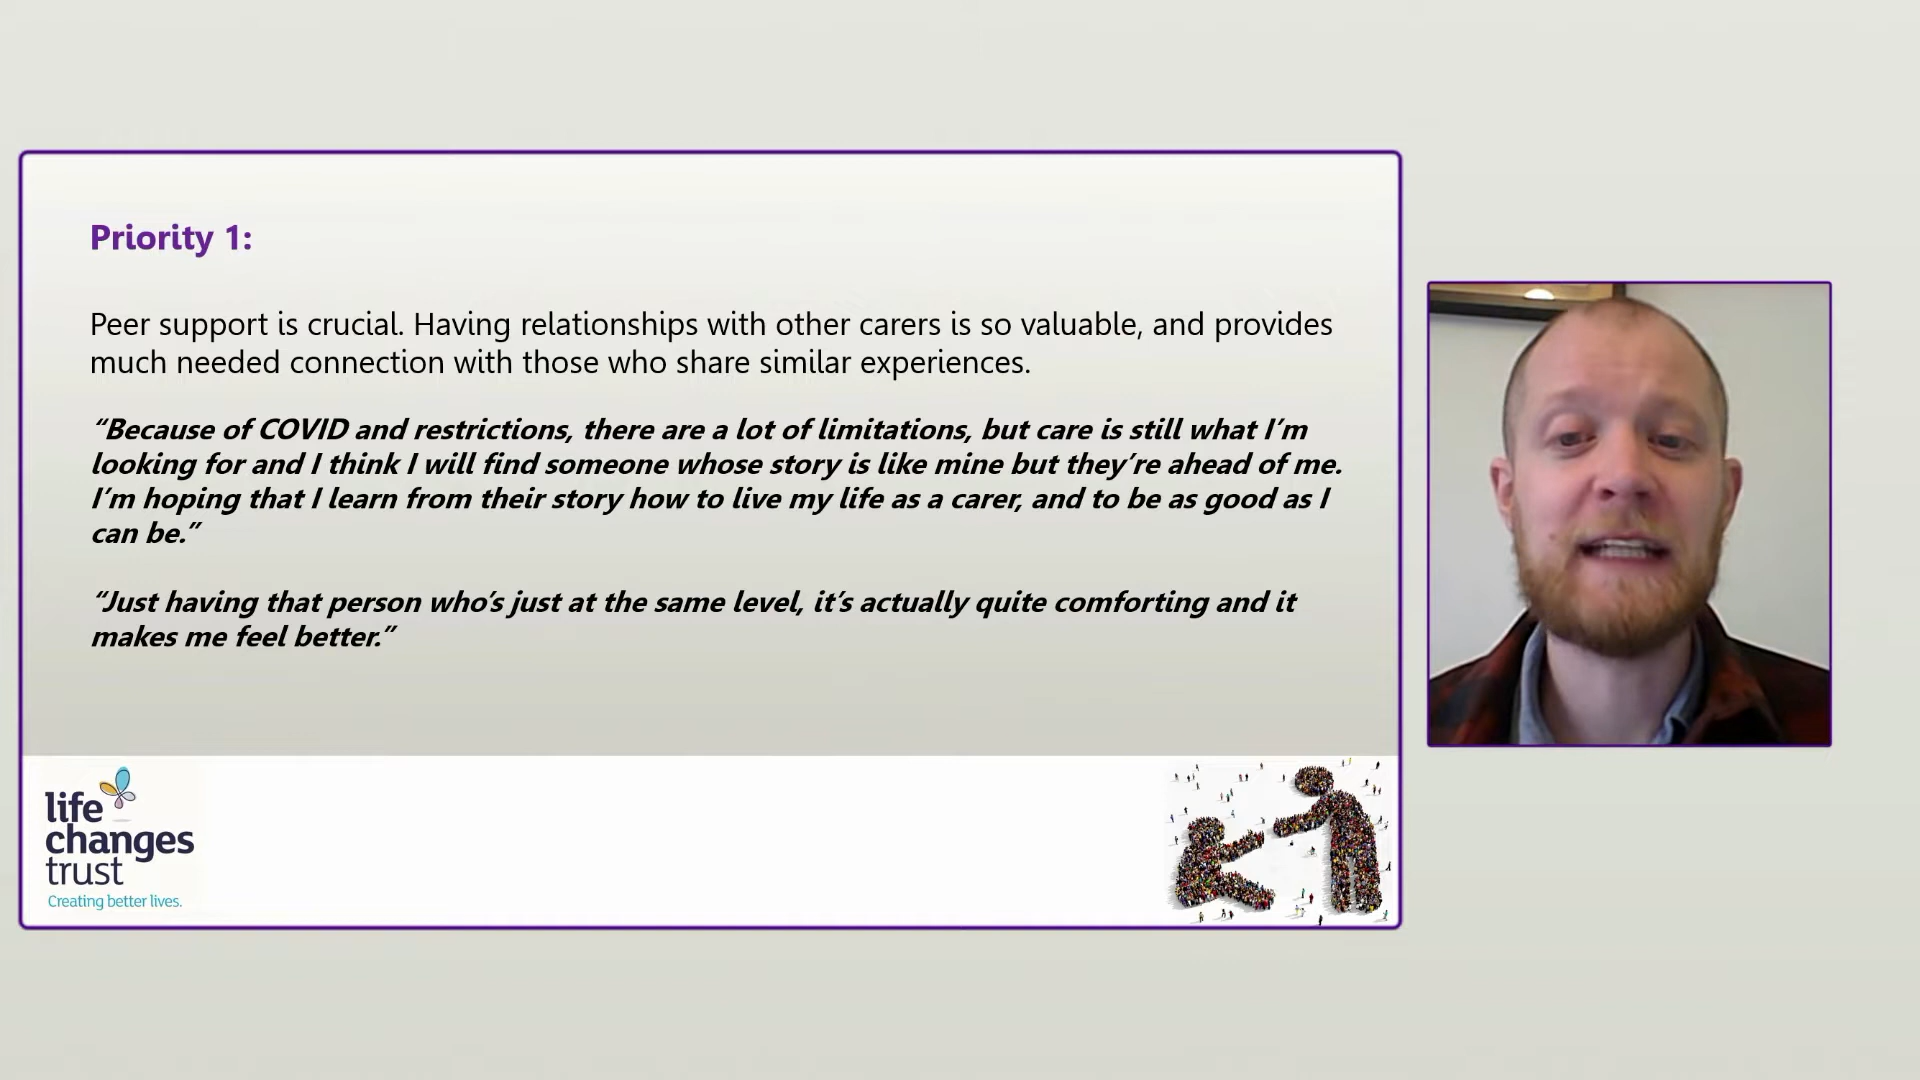 Priority 1:
Peer support is crucial. Having relationships with other carers is so valuable, and provides
much needed connection with those who share similar experiences.
“Because of COVID and restrictions, there are a lot of limitations, but care is still what I’m
looking for and I think I will find someone whose story is like mine but they’re ahead of me.
I’m hoping that I learn from their story how to live my life as a carer, and to be as good as I
can be.”
“Just having that person who’s just at the same level, it’s actually quite comforting and it
makes me feel better.”
life
changes
trust
Creating better lives.